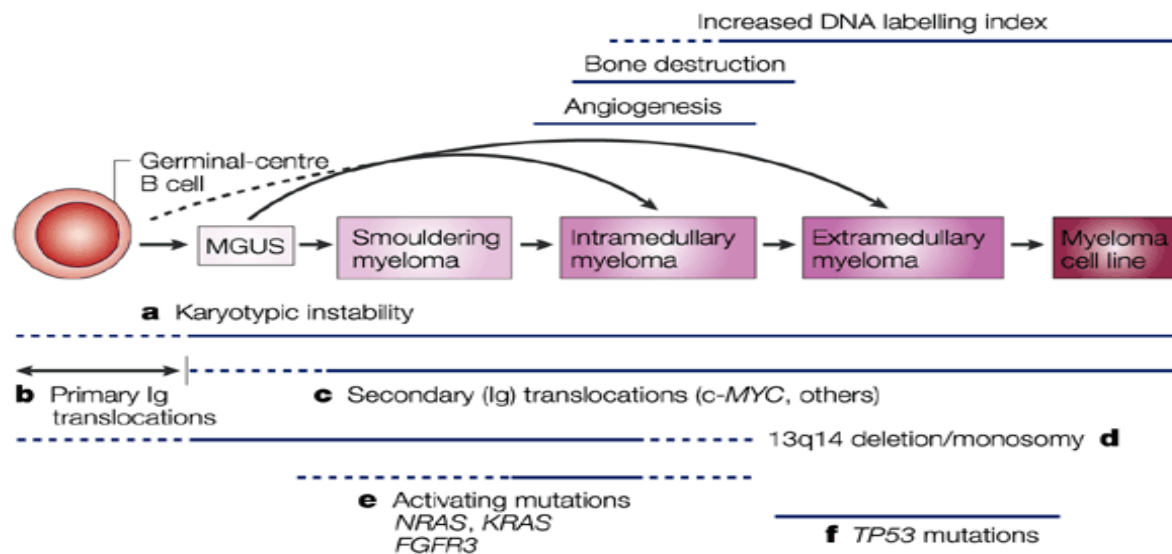 Increased DNA labelling index
Bone destruction
Angiogenesis
Germinal-centre
B cell
MGUS
Smouldering
myeloma
Intramedullary
myeloma
Extramedullary
myeloma
Myeloma
cell line
a Karyotypic instability
b Primary Ig
translocations
c Secondary (Ig) translocations (c-MYC, others)
13q14 deletion/monosomy d
e Activating mutations
NRAS, KRAS
FGFR3
f TP53 mutations